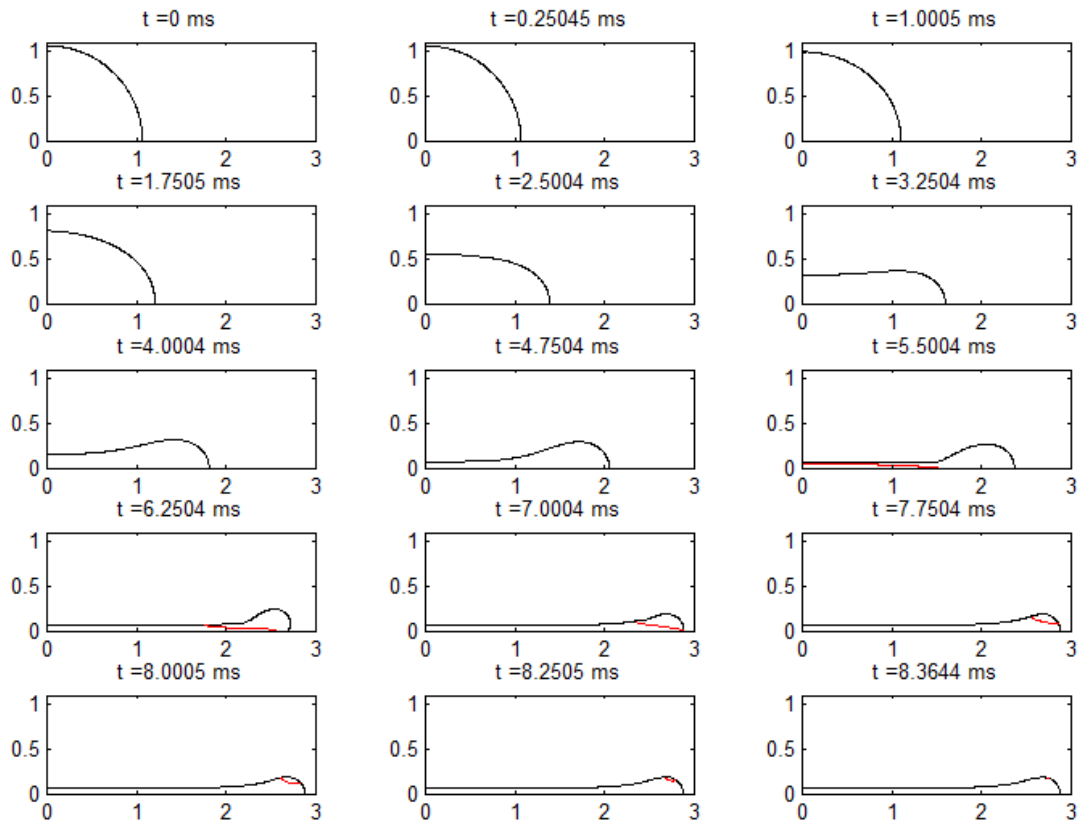 t =0 ms
t =0.25045 ms
t =1.0005 ms
1
0.5
0
0 1 2 3
1
0.5
0
0 1 2 3
1
0.5
0
0 1 2 3
t =1.7505 ms
t =2.5004 ms
t =3.2504 ms
1
0.5
0
0 1 2 3
1
0.5
0
0 1 2 3
1
0.5
0
0 1 2 3
t =4.0004 ms
t =4.7504 ms
t =5.5004 ms
1
0.5
0
0 1 2 3
1
0.5
0
0 1 2 3
1
0.5
0
0 1 2 3
t =6.2504 ms
t =7.0004 ms
t =7.7504 ms
1
0.5
0
0 1 2 3
1
0.5
0
0 1 2 3
1
0.5
0
0 1 2 3
t =8.0005 ms
t =8.2505 ms
t =8.3644 ms
1
0.5
0
0 1 2 3
1
0.5
0
0 1 2 3
1
0.5
0
0 1 2 3